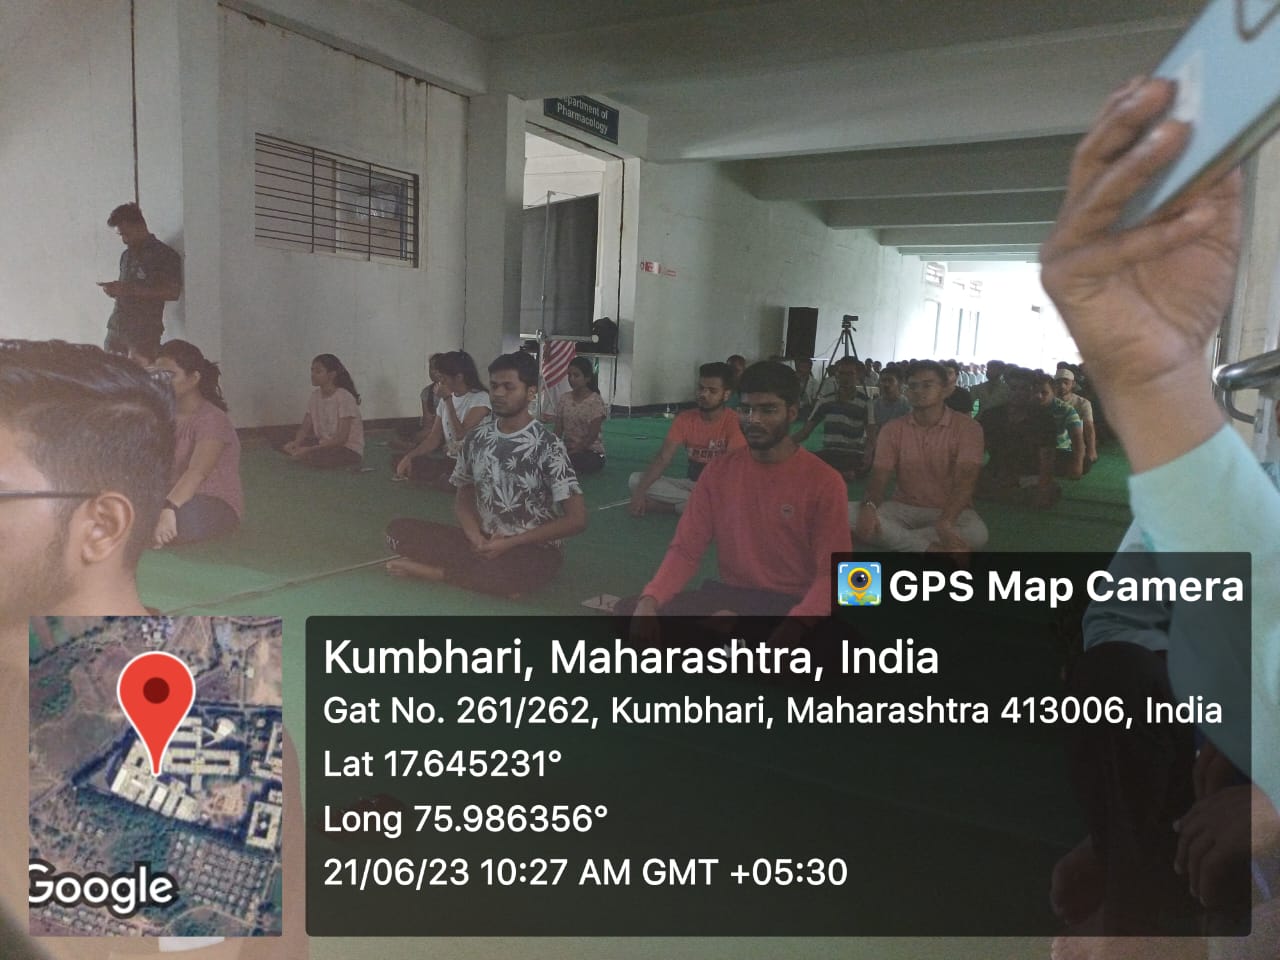 Department of
Pharmacology
GPS Map Camera
Kumbhari, Maharashtra, India
Gat No. 261/262, Kumbhari, Maharashtra 413006, India
Lat 17.645231°
Long 75.986356°
21/06/23 10:27 AM GMT +05:30
Google